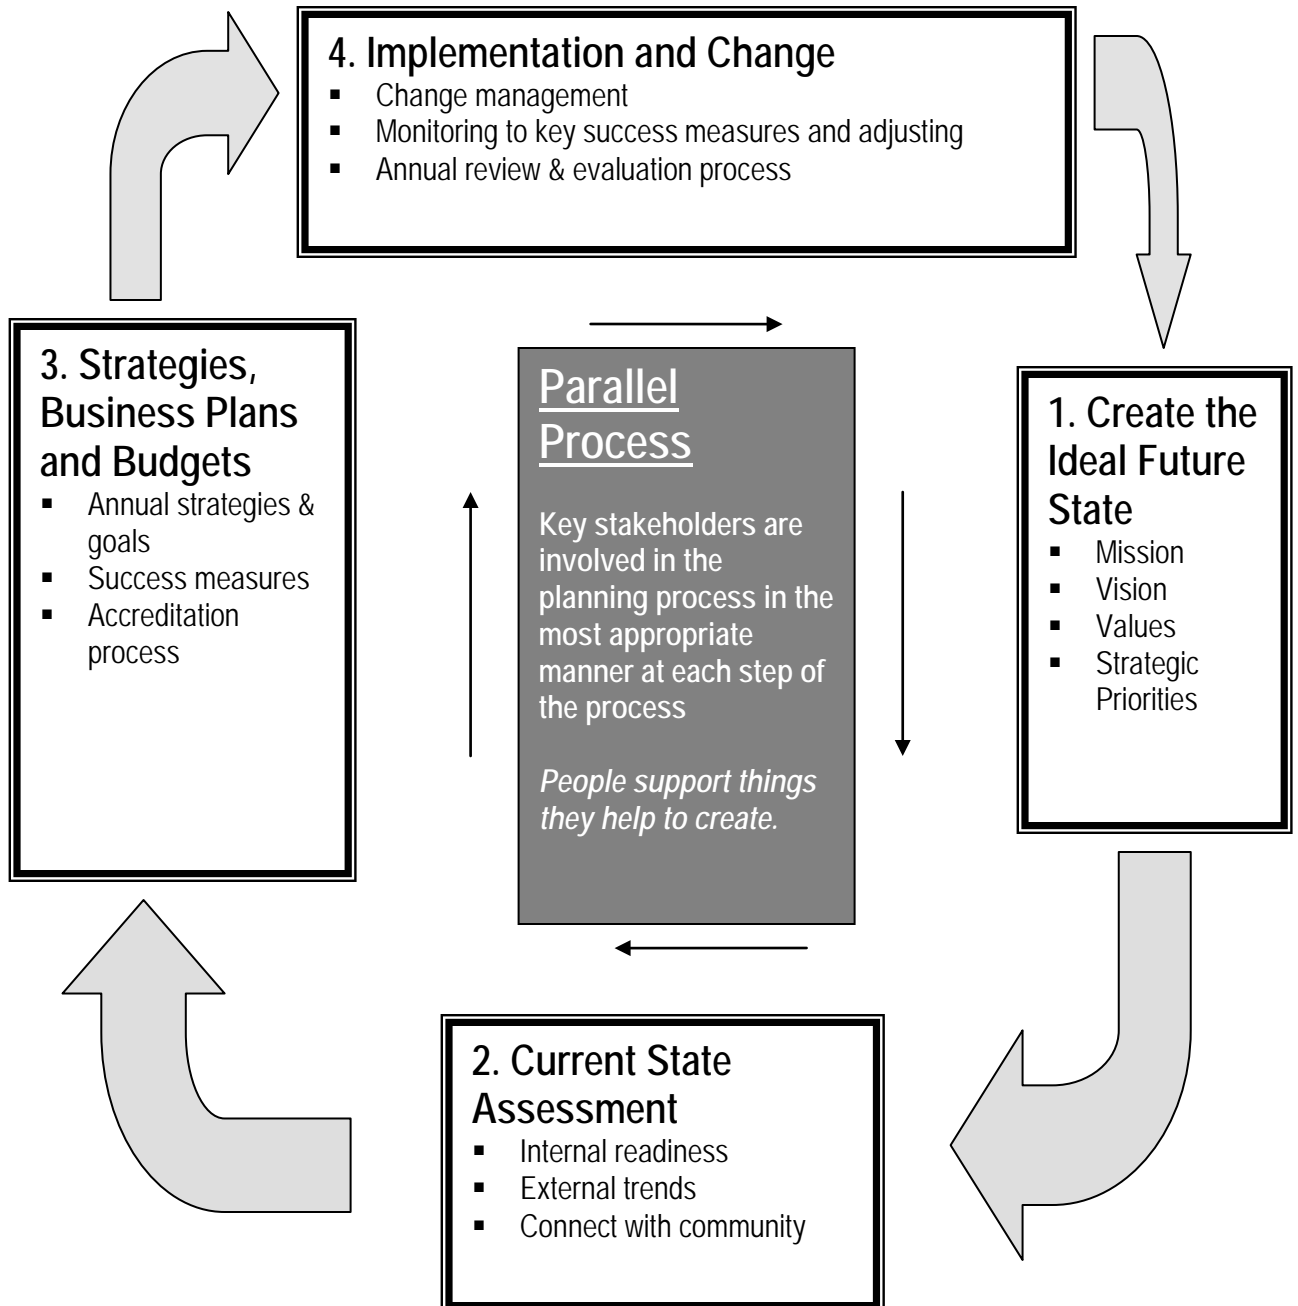 4. Implementation and Change
▪ Change management
▪ Monitoring to key success measures and adjusting
▪ Annual review & evaluation process
3. Strategies,
Business Plans
and Budgets
▪ Annual strategies &
goals
▪ Success measures
▪ Accreditation
process
Parallel
Process
Key stakeholders are
involved in the
planning process in the
most appropriate
manner at each step of
the process
People support things
they help to create.
1. Create the
Ideal Future
State
▪ Mission
▪ Vision
▪ Values
▪ Strategic
Priorities
2. Current State
Assessment
▪ Internal readiness
▪ External trends
▪ Connect with community